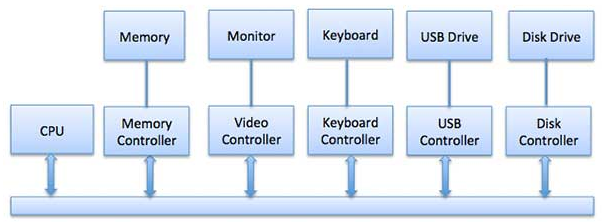 Memory
Monitor
Keyboard
USB Drive
Disk Drive
CPU
Memory
Controller
Video
Controller
Keyboard
Controller
USB
Controller
Disk
Controller